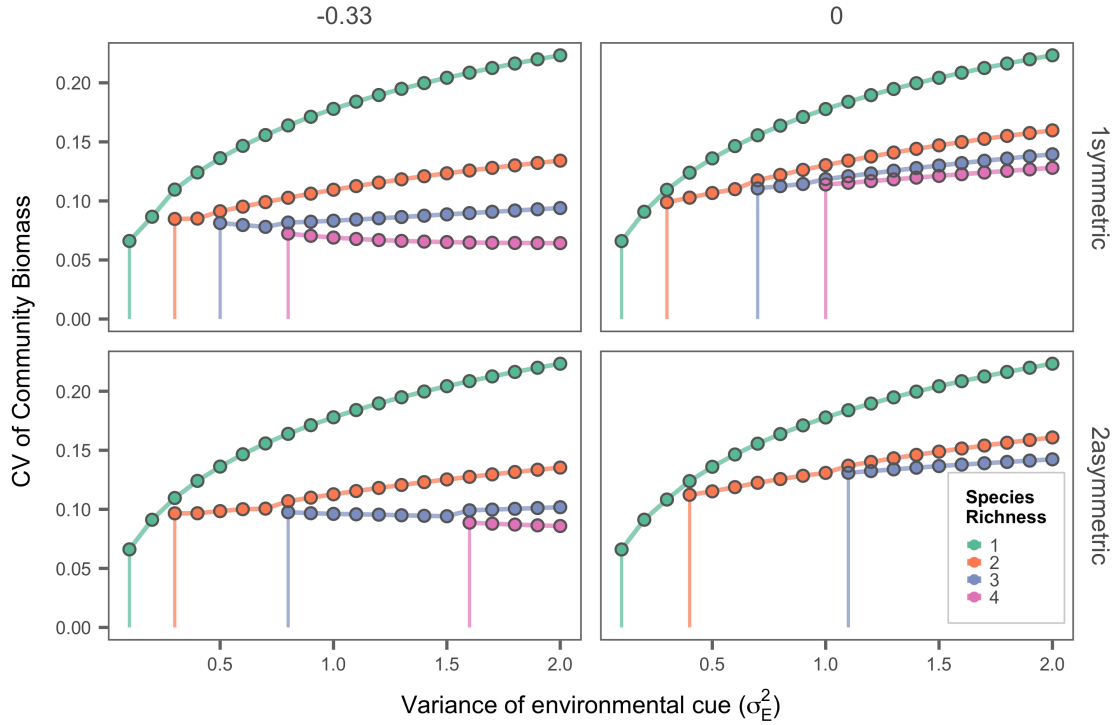 -0.33 0
CV of Community Biomass
0.20
0.15
0.10
0.05
0.00
1symmetric
0.20
0.15
0.10
0.05
0.00
2asymmetric
Species
Richness
1
2
3
4
0.5 1.0 1.5 2.0 0.5 1.0 1.5 2.0
Variance of environmental cue (σ²E)